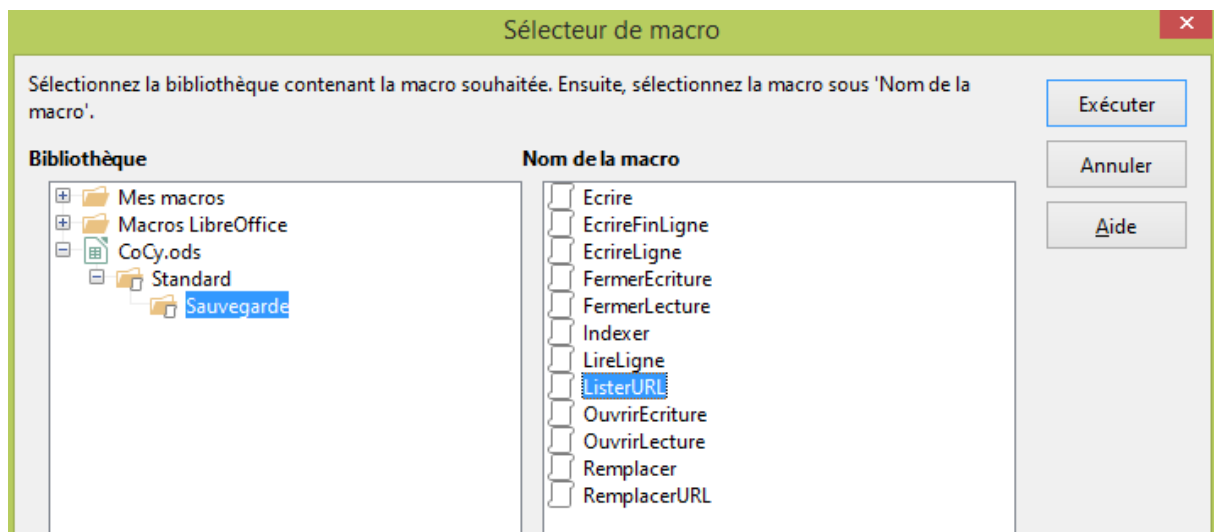 Sélecteur de macro
Sélectionnez la bibliothèque contenant la macro souhaitée. Ensuite, sélectionnez la macro sous 'Nom de la
macro'.
Exécuter
Annuler
Aide
Bibliothèque
Mes macros
Macros LibreOffice
CoCy.ods
Standard
Sauvegarde
Nom de la macro
Ecrire
EcrireFinLigne
EcrireLigne
FermerEcriture
FermerLecture
Indexer
LireLigne
ListerURL
OuvrirEcriture
OuvrirLecture
Remplacer
RemplacerURL